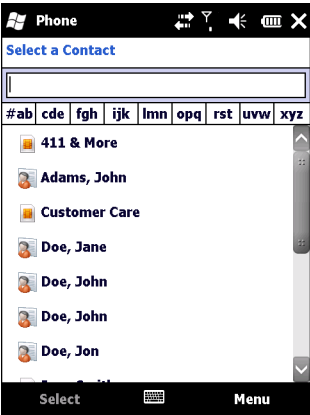 Phone
Select a Contact
#ab cde fgh ijk lmn opq rst uvw xyz
411 & More
Adams, John
Customer Care
Doe, Jane
Doe, John
Doe, John
Doe, Jon
Select Menu